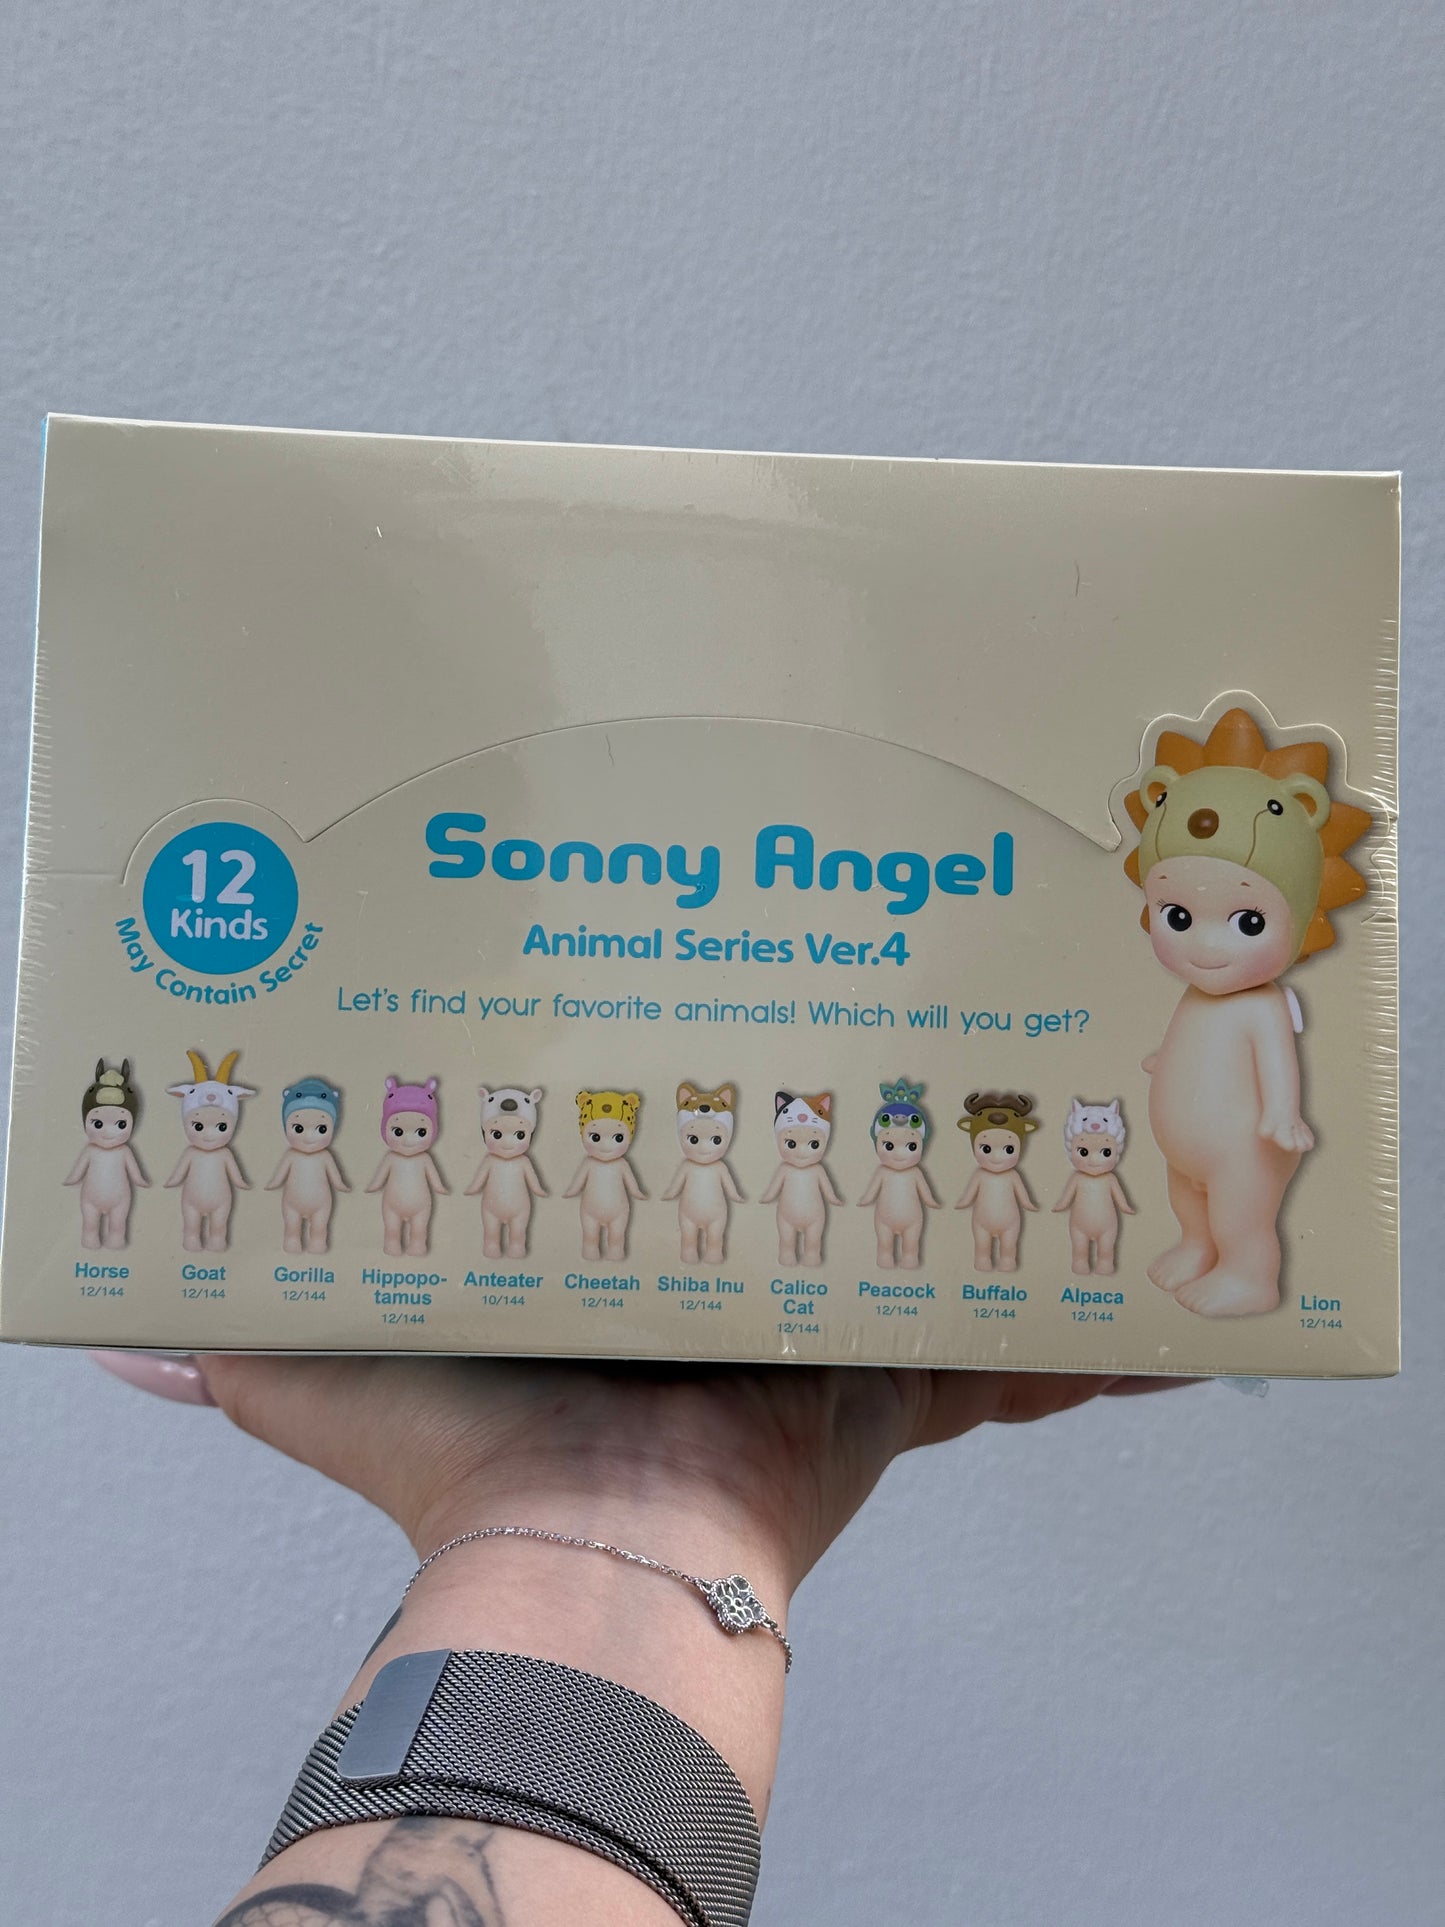 12
Kinds
May Contain Secret
Sonny Angel
Animal Series Ver.4
Let's find your favorite animals! Which will you get?
Horse
12/144
Goat
12/144
Gorilla
12/144
Hippopo-
tamus
12/144
Anteater
10/144
Cheetah
12/144
Shiba Inu
12/144
Calico
Cat
12/144
Peacock
12/144
Buffalo
12/144
Alpaca
12/144
Lion
12/144